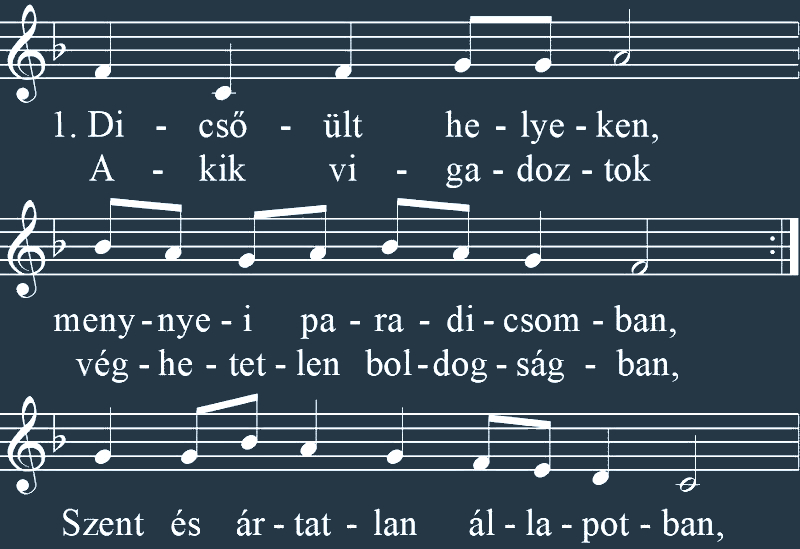 1. Di - cső - ült he - lye - ken,
A - kik vi - ga - doz - tok
meny - nye - i pa - ra - di - csom - ban,
vég - he - tet - len bol - dog - ság - ban,
Szent és ár - tat - lan ál - la - pot - ban,